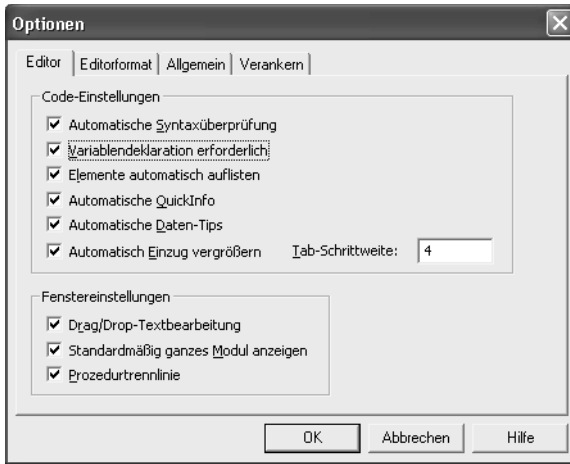 Optionen
Editor Editorformat Allgemein Verankern
Code-Einstellungen
Automatische Syntaxüberprüfung
Variablendeklaration erforderlich
Elemente automatisch auflisten
Automatische QuickInfo
Automatische Daten-Tips
Automatisch Einzug vergrößern Tab-Schrittweite: 4
Fenstereinstellungen
Drag/Drop-Textbearbeitung
Standardmäßig ganzes Modul anzeigen
Prozedurtrennlinie
OK Abbrechen Hilfe